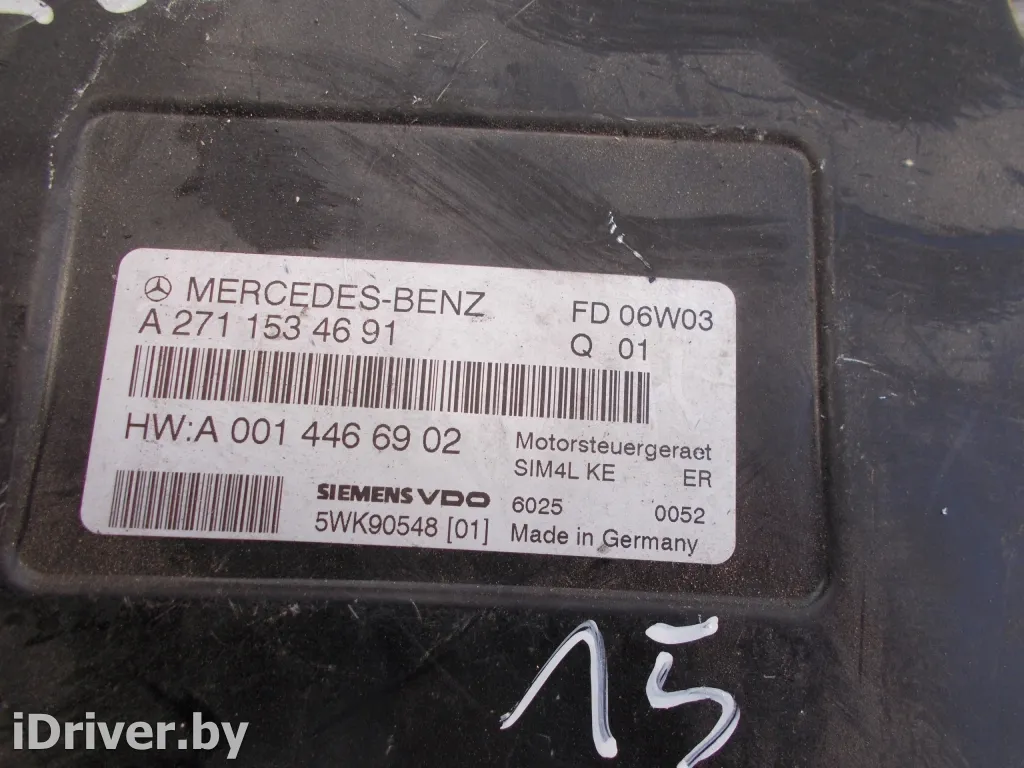 MERCEDES-BENZ FD 06W03
A 271 153 46 91 Q 01
HW:A 001 446 69 02 Motorsteuergeraet
SIM4L KE ER
SIEMENS VDO 6025 0052
5WK90548 [01] Made in Germany
15
iDriver.by